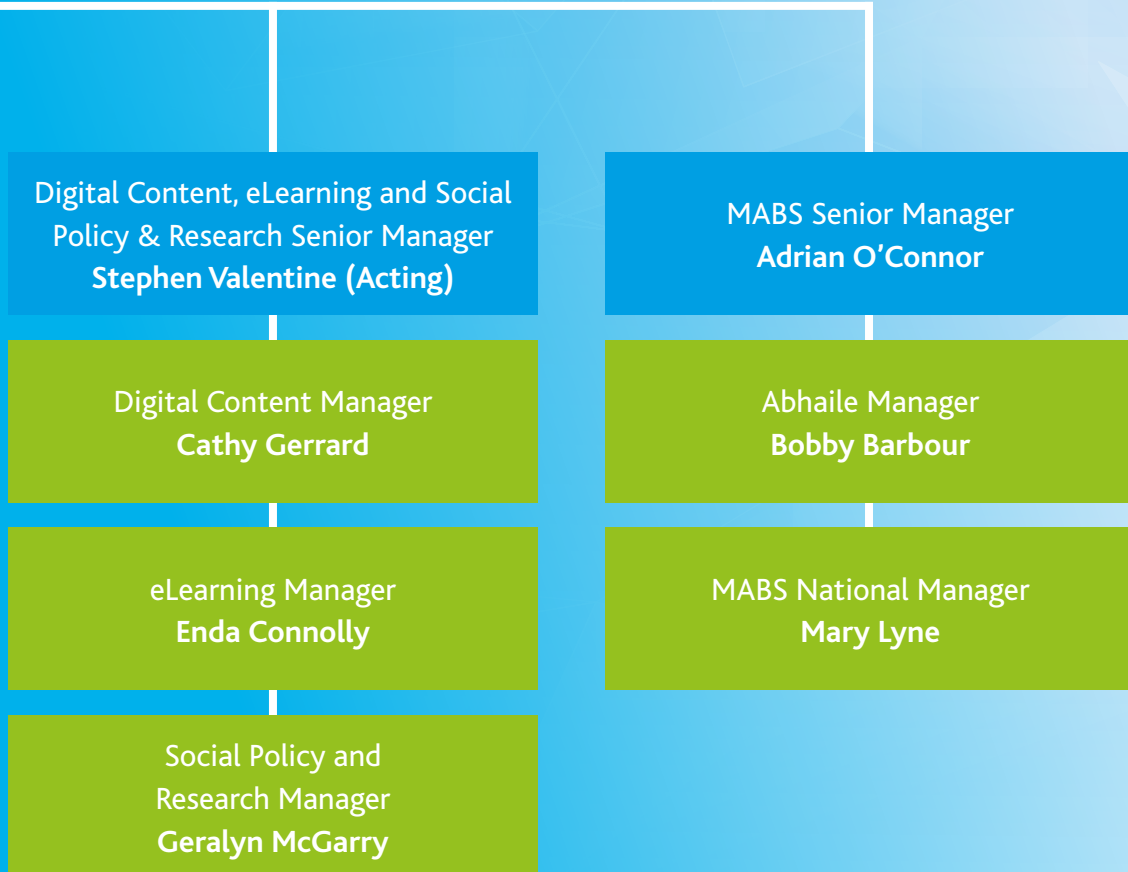 Digital Content, eLearning and Social
Policy & Research Senior Manager
Stephen Valentine (Acting)
Digital Content Manager
Cathy Gerrard
eLearning Manager
Enda Connolly
Social Policy and
Research Manager
Geralyn McGarry
MABS Senior Manager
Adrian O’Connor
Abhaile Manager
Bobby Barbour
MABS National Manager
Mary Lyne